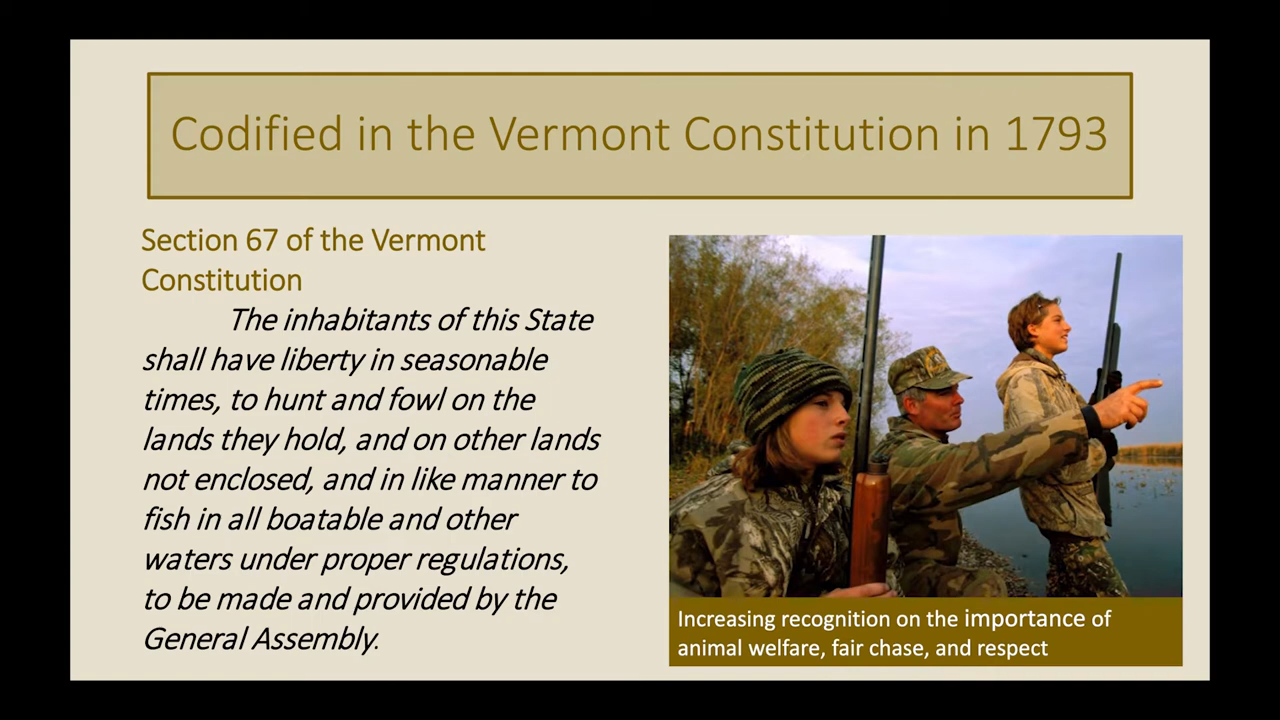 Codified in the Vermont Constitution in 1793
Section 67 of the Vermont
Constitution
The inhabitants of this State
shall have liberty in seasonable
times, to hunt and fowl on the
lands they hold, and on other lands
not enclosed, and in like manner to
fish in all boatable and other
waters under proper regulations,
to be made and provided by the
General Assembly.
Increasing recognition on the importance of
animal welfare, fair chase, and respect